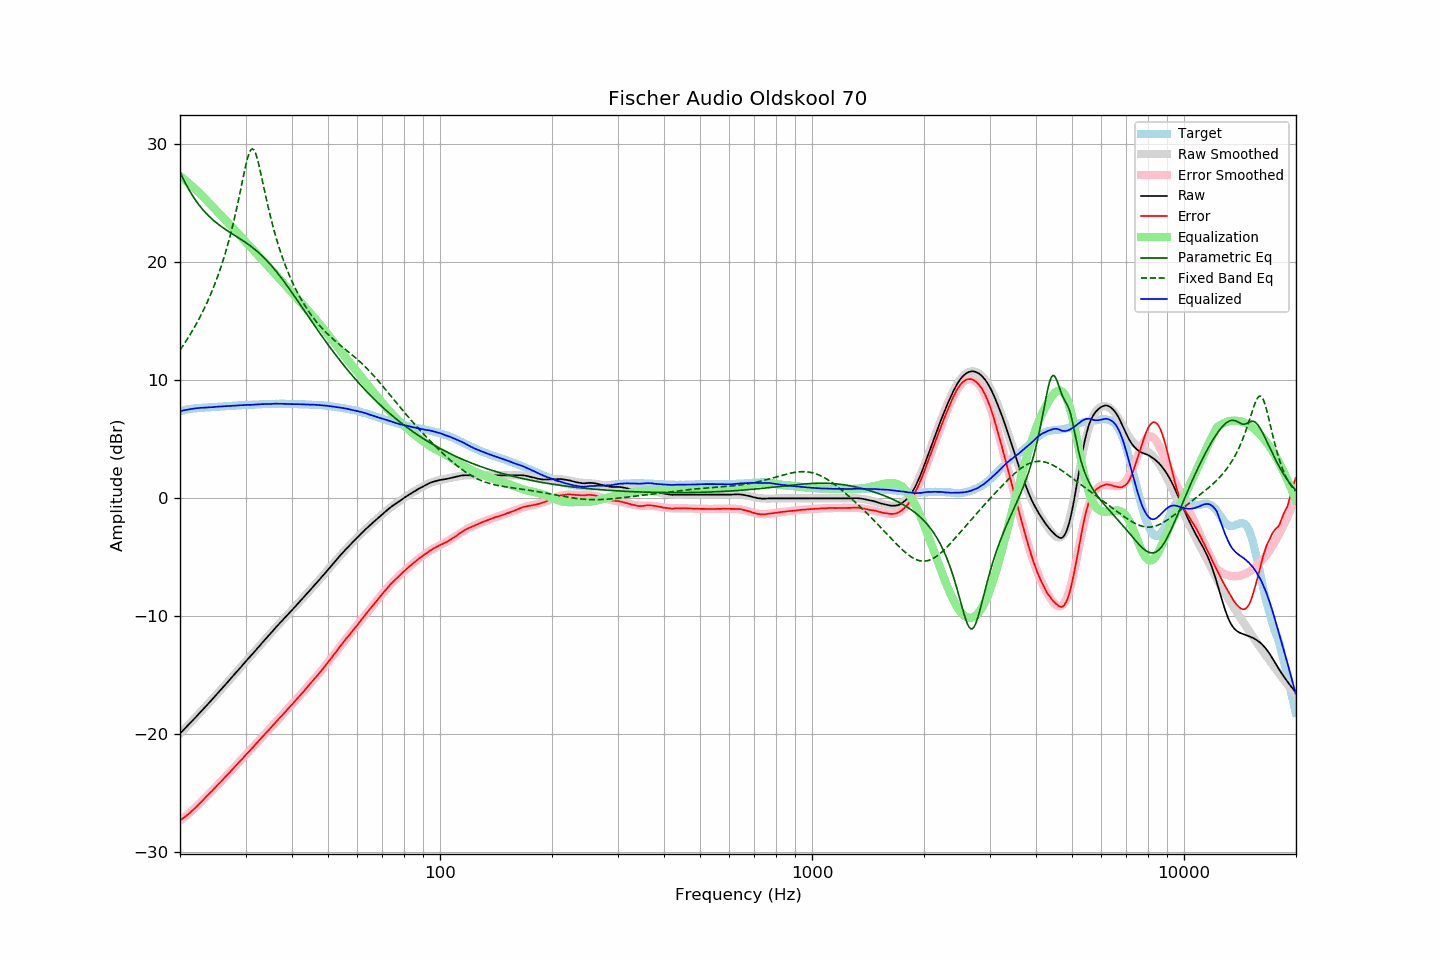 Fischer Audio Oldskool 70
Amplitude (dBr)
30
20
10
0
−10
−20
−30
100
1000
10000
Frequency (Hz)
Target
Raw Smoothed
Error Smoothed
Raw
Error
Equalization
Parametric Eq
Fixed Band Eq
Equalized